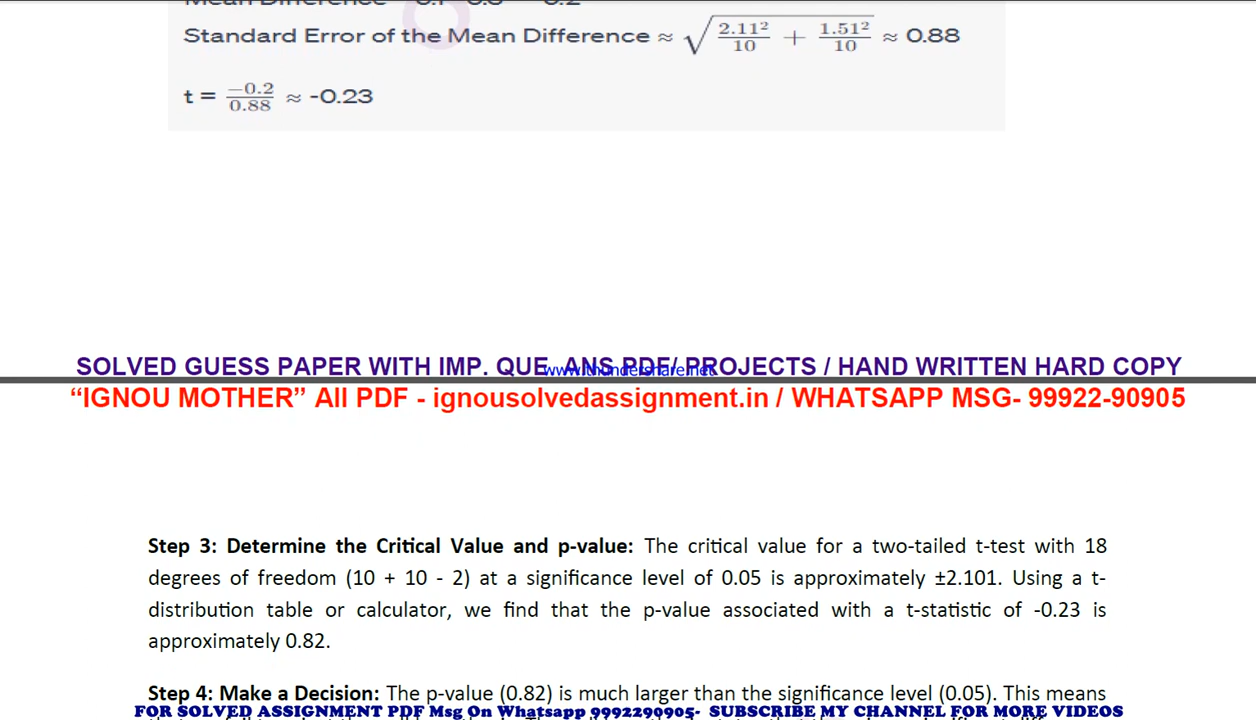 Standard Error of the Mean Difference ≈ √(2.11²/10 + 1.51²/10) ≈ 0.88
t = −0.2/0.88 ≈ -0.23
SOLVED GUESS PAPER WITH IMP. QUE. ANS PDF/ PROJECTS / HAND WRITTEN HARD COPY
“IGNOU MOTHER” All PDF - ignousolvedassignment.in / WHATSAPP MSG- 99922-90905
Step 3: Determine the Critical Value and p-value: The critical value for a two-tailed t-test with 18
degrees of freedom (10 + 10 - 2) at a significance level of 0.05 is approximately ±2.101. Using a t-
distribution table or calculator, we find that the p-value associated with a t-statistic of -0.23 is
approximately 0.82.
Step 4: Make a Decision: The p-value (0.82) is much larger than the significance level (0.05). This means
FOR SOLVED ASSIGNMENT PDF Msg On Whatsapp 9992290905- SUBSCRIBE MY CHANNEL FOR MORE VIDEOS